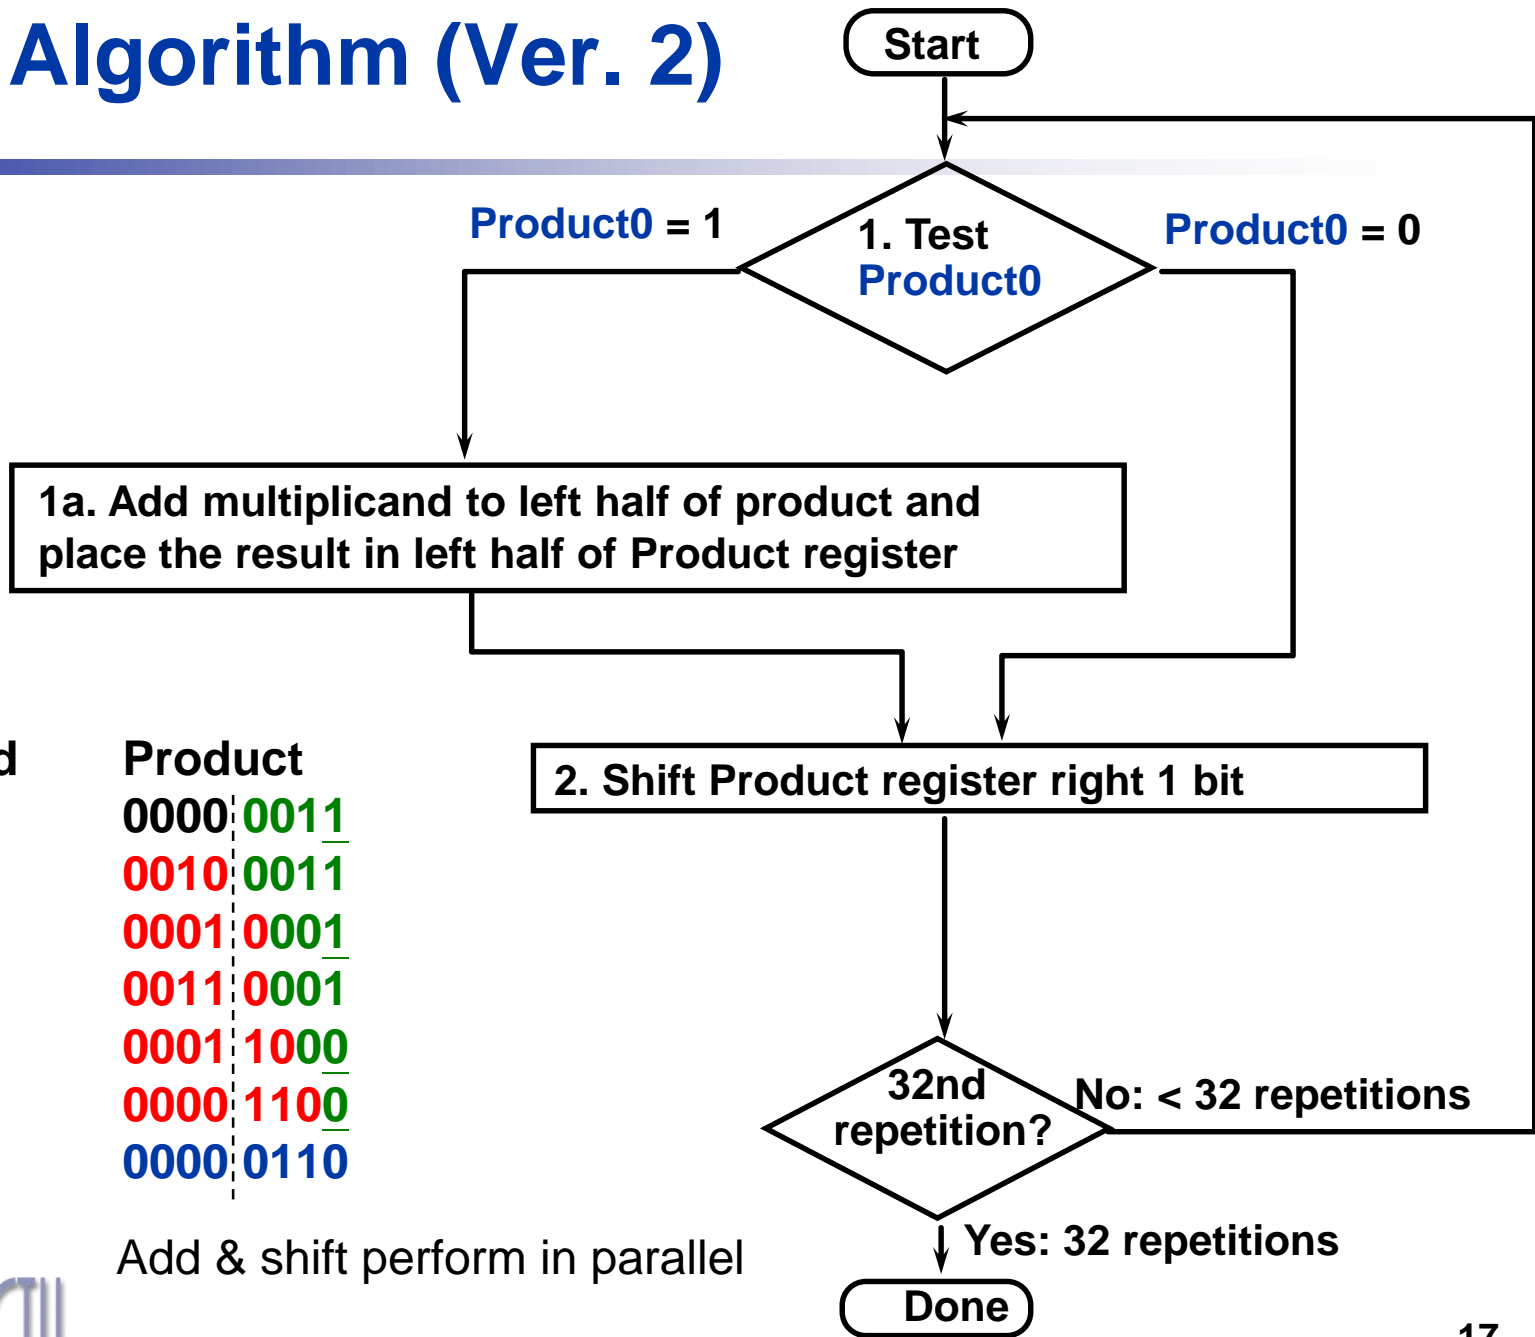 Algorithm (Ver. 2)
Start
Product0 = 1
1. Test
Product0
Product0 = 0
1a. Add multiplicand to left half of product and
place the result in left half of Product register
2. Shift Product register right 1 bit
Product
0000 0011
0010 0011
0001 0001
0011 0001
0001 1000
0000 1100
0000 0110
Add & shift perform in parallel
32nd
repetition?
No: < 32 repetitions
Yes: 32 repetitions
Done
17